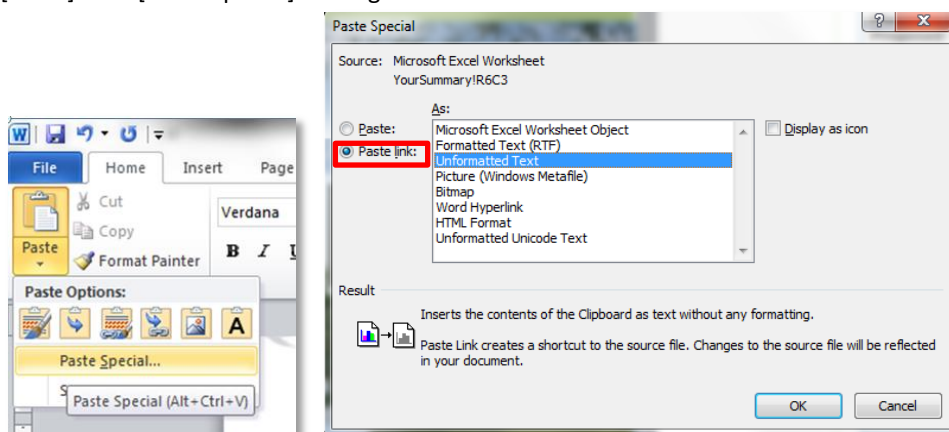 File Home Insert Page
Cut
Copy
Format Painter
Paste
Verdana
B I U
Paste Options:
A
Paste Special...
Paste Special (Alt+Ctrl+V)
Paste Special
Source: Microsoft Excel Worksheet
YourSummary!R6C3
As:
Paste:
Paste link:
Microsoft Excel Worksheet Object
Formatted Text (RTF)
Unformatted Text
Picture (Windows Metafile)
Bitmap
Word Hyperlink
HTML Format
Unformatted Unicode Text
Display as icon
Result
Inserts the contents of the Clipboard as text without any formatting.
Paste Link creates a shortcut to the source file. Changes to the source file will be reflected
in your document.
OK Cancel